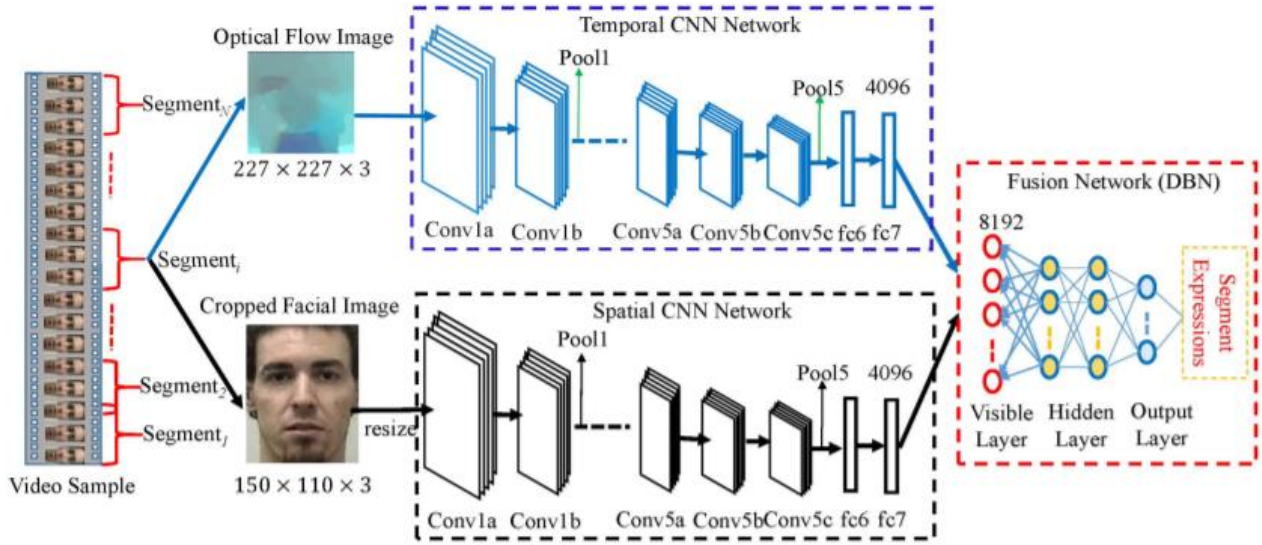 Video Sample
Segment_N
Segment_i
Segment_2
Segment_1
Optical Flow Image
227 × 227 × 3
Cropped Facial Image
150 × 110 × 3
resize
Temporal CNN Network
Pool1
Pool5
4096
Conv1a
Conv1b
Conv5a
Conv5b
Conv5c
fc6
fc7
Spatial CNN Network
Pool1
Pool5
4096
Conv1a
Conv1b
Conv5a
Conv5b
Conv5c
fc6
fc7
Fusion Network (DBN)
8192
Visible
Layer
Hidden
Layer
Output
Layer
Segment
Expressions